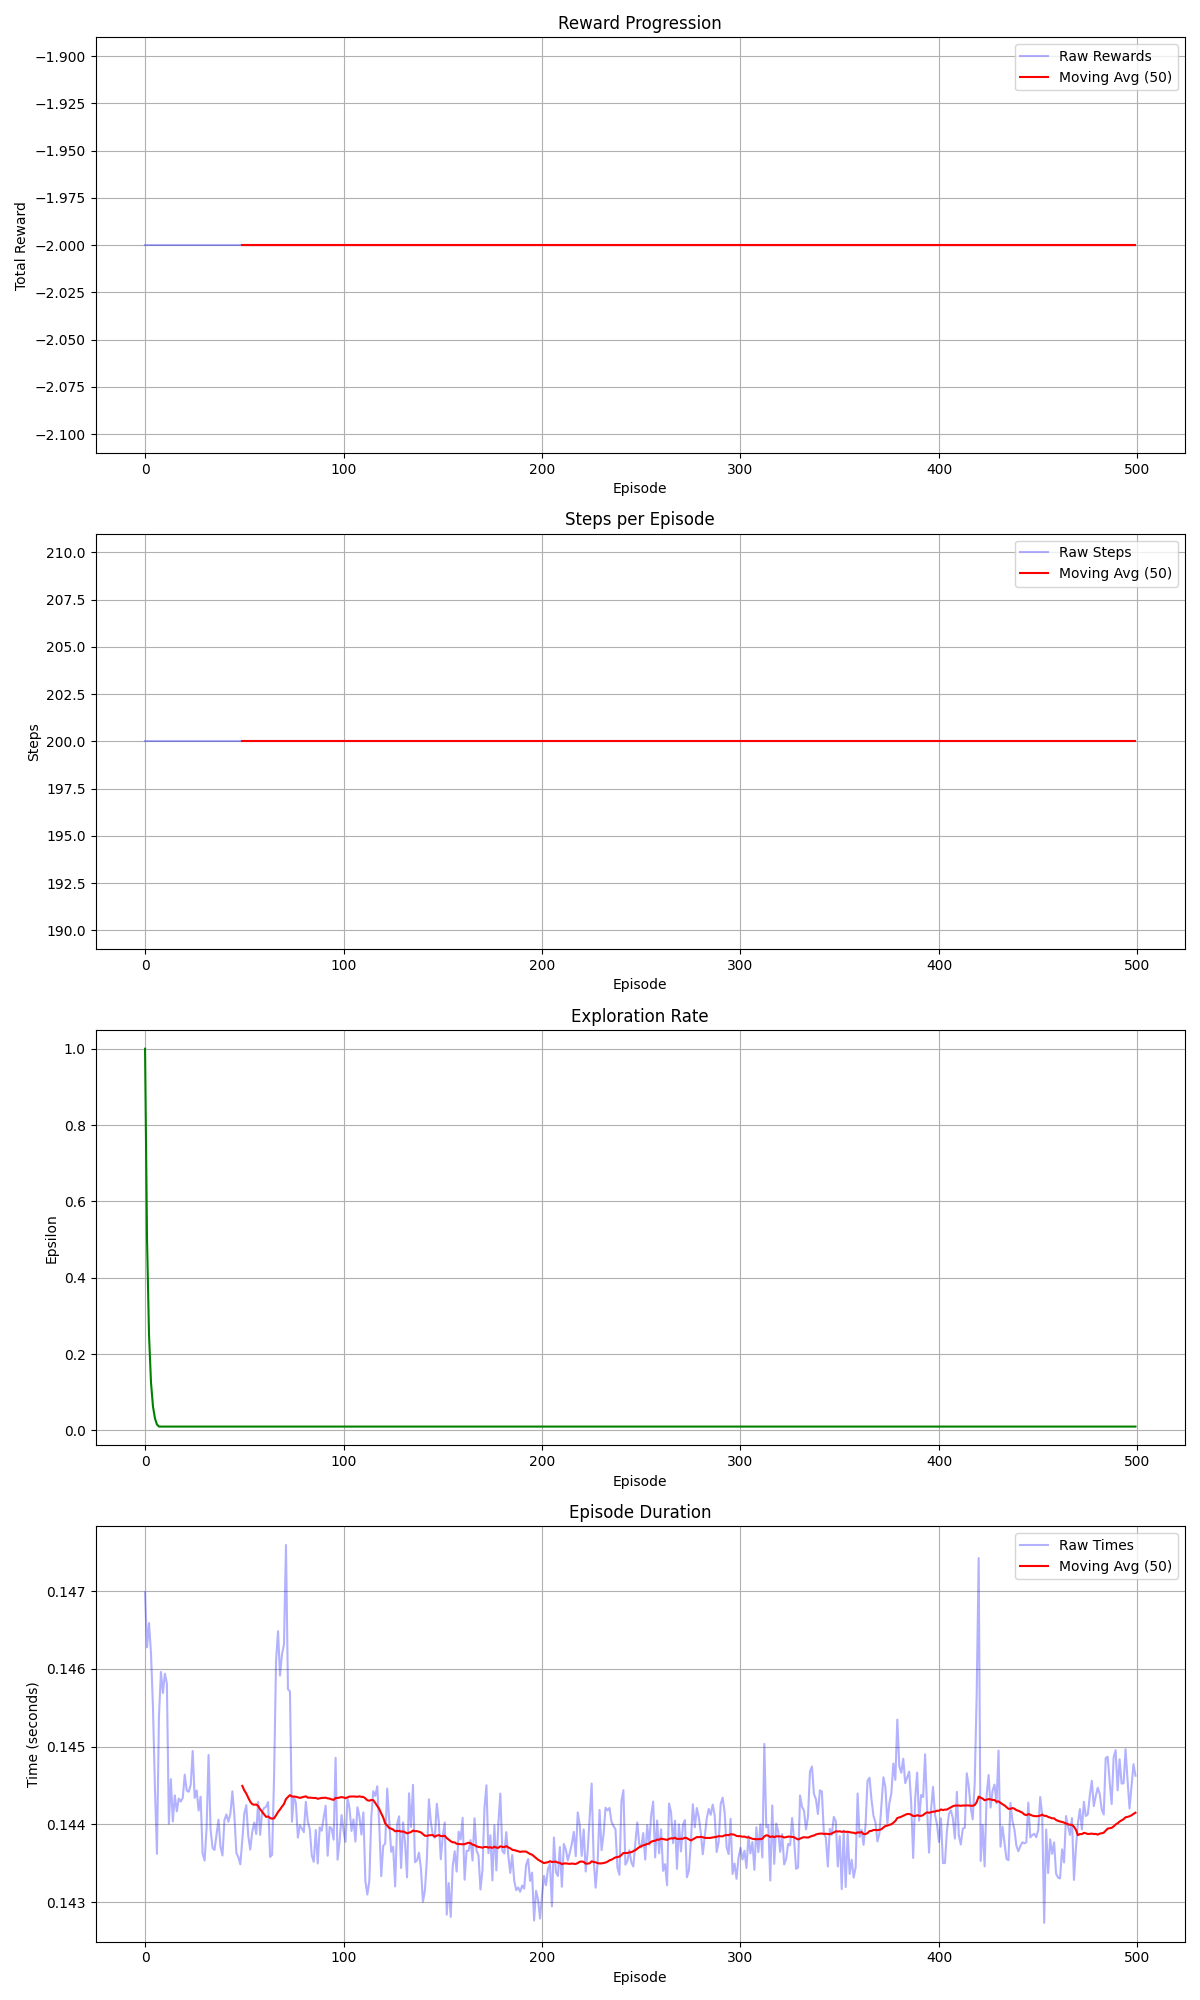 Reward Progression
Raw Rewards
Moving Avg (50)
Total Reward
−1.900
−1.925
−1.950
−1.975
−2.000
−2.025
−2.050
−2.075
−2.100
0 100 200 300 400 500
Episode
Steps per Episode
Raw Steps
Moving Avg (50)
Steps
210.0
207.5
205.0
202.5
200.0
197.5
195.0
192.5
190.0
0 100 200 300 400 500
Episode
Exploration Rate
Epsilon
1.0
0.8
0.6
0.4
0.2
0.0
0 100 200 300 400 500
Episode
Episode Duration
Raw Times
Moving Avg (50)
Time (seconds)
0.147
0.146
0.145
0.144
0.143
0 100 200 300 400 500
Episode